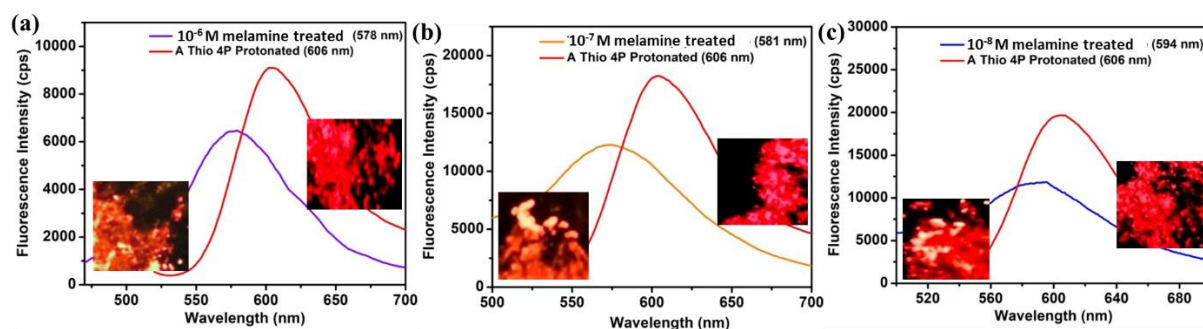 (a)
10⁻⁶ M melamine treated (578 nm)
A Thio 4P Protonated (606 nm)
Fluorescence Intensity (cps)
10000
8000
6000
4000
2000
0
500 550 600 650 700
Wavelength (nm)
(b)
10⁻⁷ M melamine treated (581 nm)
A Thio 4P Protonated (606 nm)
Fluorescence Intensity (cps)
20000
15000
10000
5000
0
500 550 600 650 700
Wavelength (nm)
(c)
10⁻⁸ M melamine treated (594 nm)
A Thio 4P Protonated (606 nm)
Fluorescence Intensity (cps)
30000
25000
20000
15000
10000
5000
0
520 560 600 640 680
Wavelength (nm)